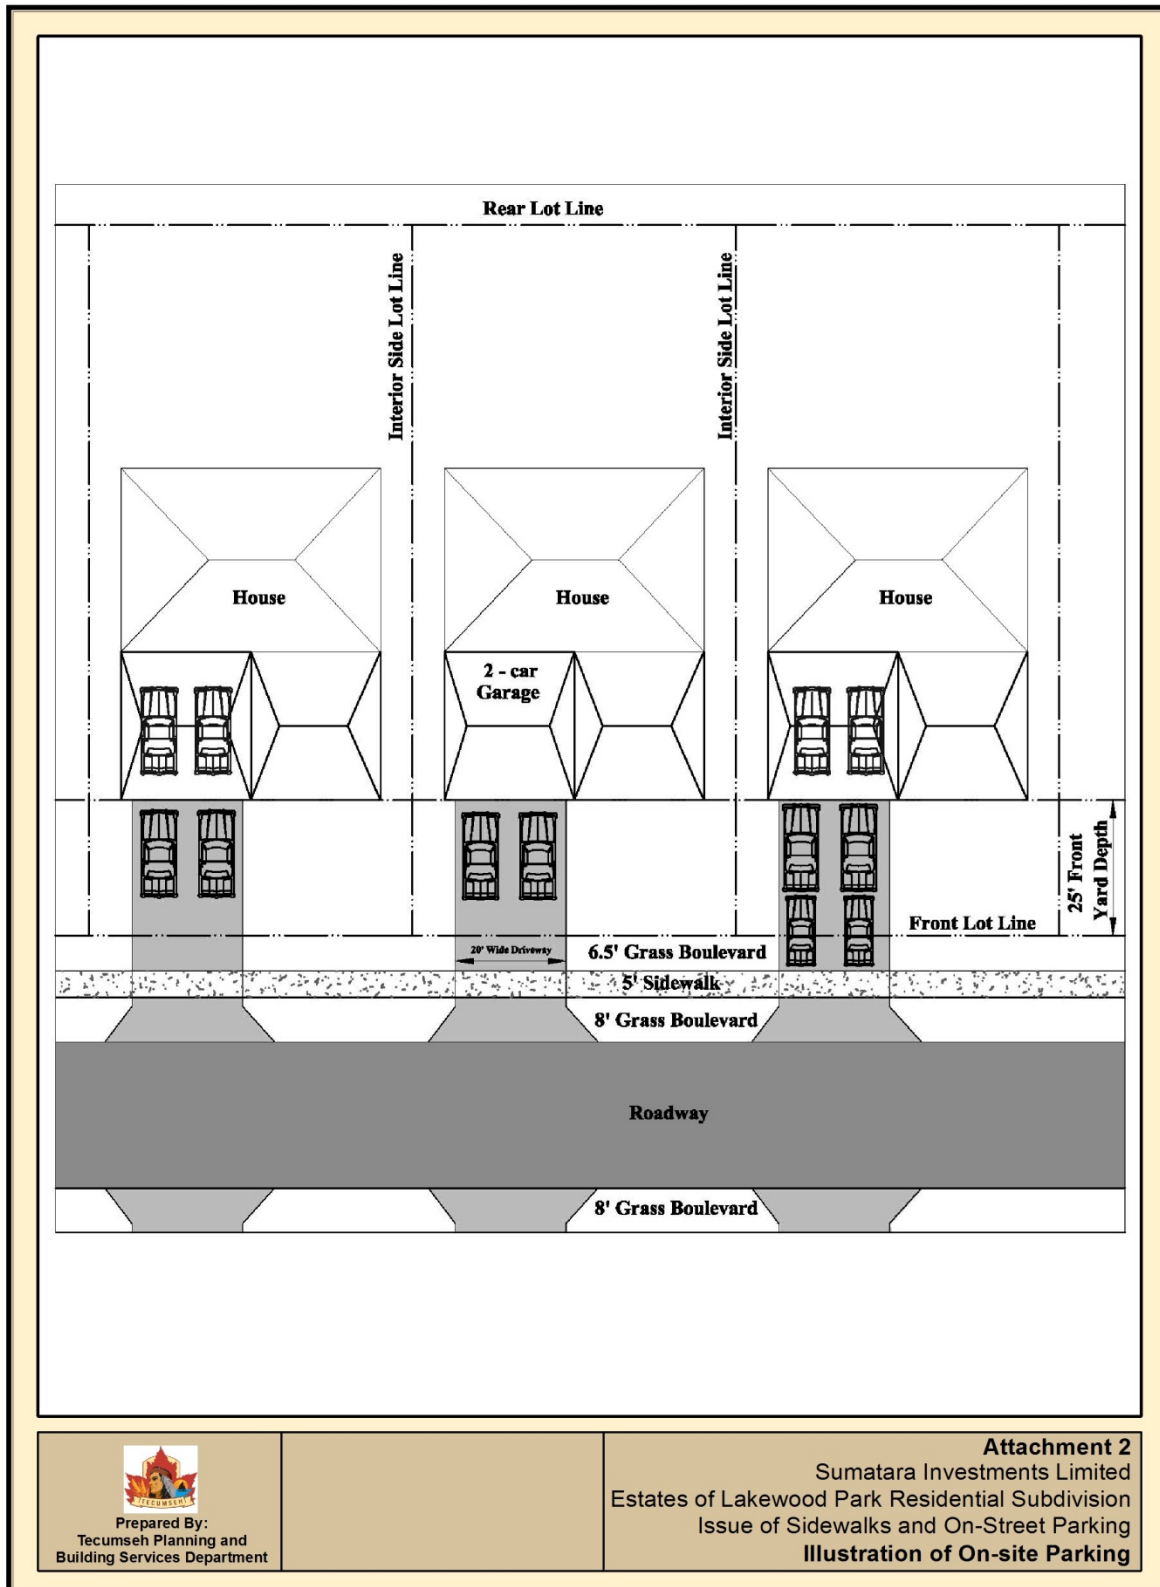 Rear Lot Line
Interior Side Lot Line
Interior Side Lot Line
House
House
House
2 - car
Garage
25' Front
Yard Depth
Front Lot Line
20' Wide Driveway
6.5' Grass Boulevard
5' Sidewalk
8' Grass Boulevard
Roadway
8' Grass Boulevard
TECUMSEH
Prepared By:
Tecumseh Planning and
Building Services Department
Attachment 2
Sumatara Investments Limited
Estates of Lakewood Park Residential Subdivision
Issue of Sidewalks and On-Street Parking
Illustration of On-site Parking